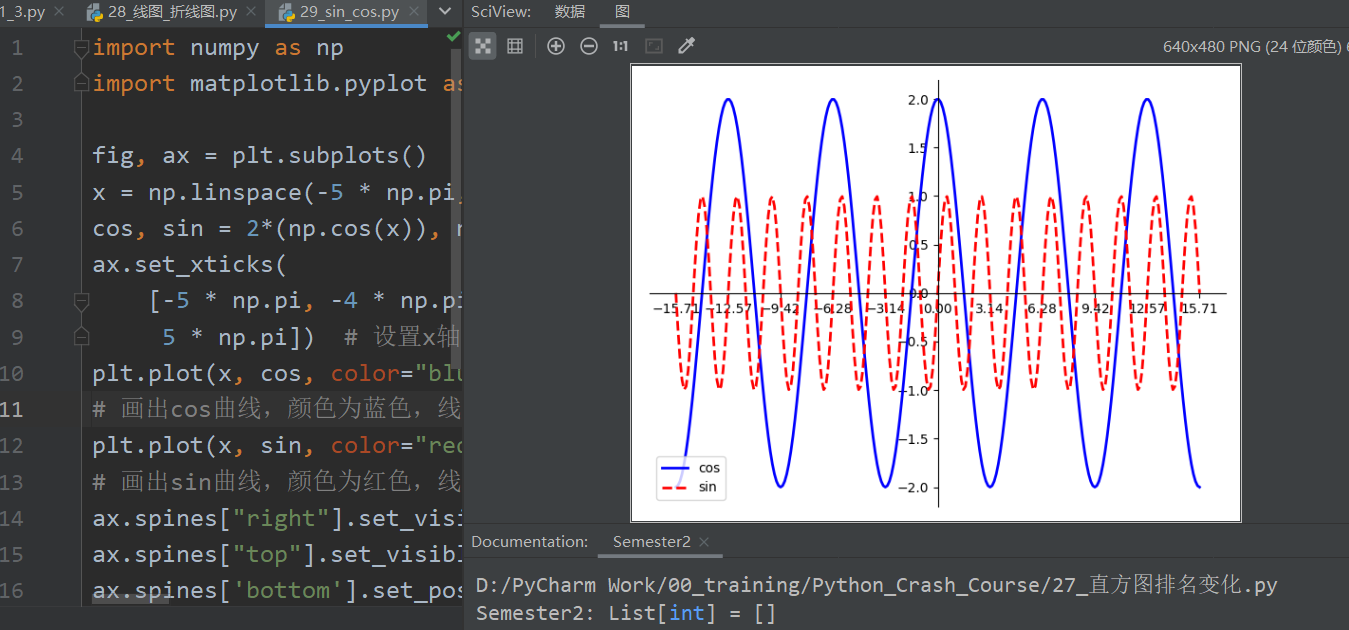 1_3.py 28_线图_折线图.py 29_sin_cos.py
1 import numpy as np
2 import matplotlib.pyplot as
3
4 fig, ax = plt.subplots()
5 x = np.linspace(-5 * np.pi,
6 cos, sin = 2*(np.cos(x)), n
7 ax.set_xticks(
8 [-5 * np.pi, -4 * np.pi
9 5 * np.pi]) # 设置x轴
10 plt.plot(x, cos, color="blu
11 # 画出cos曲线，颜色为蓝色，线
12 plt.plot(x, sin, color="red
13 # 画出sin曲线，颜色为红色，线
14 ax.spines["right"].set_visi
15 ax.spines["top"].set_visibl
16 ax.spines['bottom'].set_pos
SciView: 数据 图
1:1 640x480 PNG (24 位颜色) 6
2.0
1.5
1.0
0.5
0.0
−15.71 −12.57 −9.42 −6.28 −3.14 0.00 3.14 6.28 9.42 12.57 15.71
−0.5
−1.0
−1.5
−2.0
cos
sin
Documentation: Semester2
D:/PyCharm Work/00_training/Python_Crash_Course/27_直方图排名变化.py
Semester2: List[int] = []